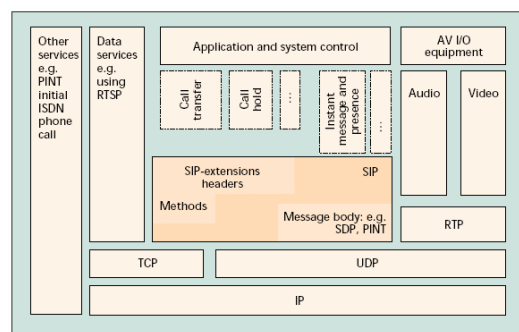 Other
services
e.g.
PINT
initial
ISDN
phone
call
Data
services
e.g.
using
RTSP
Application and system control
AV I/O
equipment
Call
transfer
Call
hold
...
Instant
message and
presence
...
Audio
Video
SIP-extensions
headers
SIP
Methods
Message body: e.g.
SDP, PINT
RTP
TCP
UDP
IP